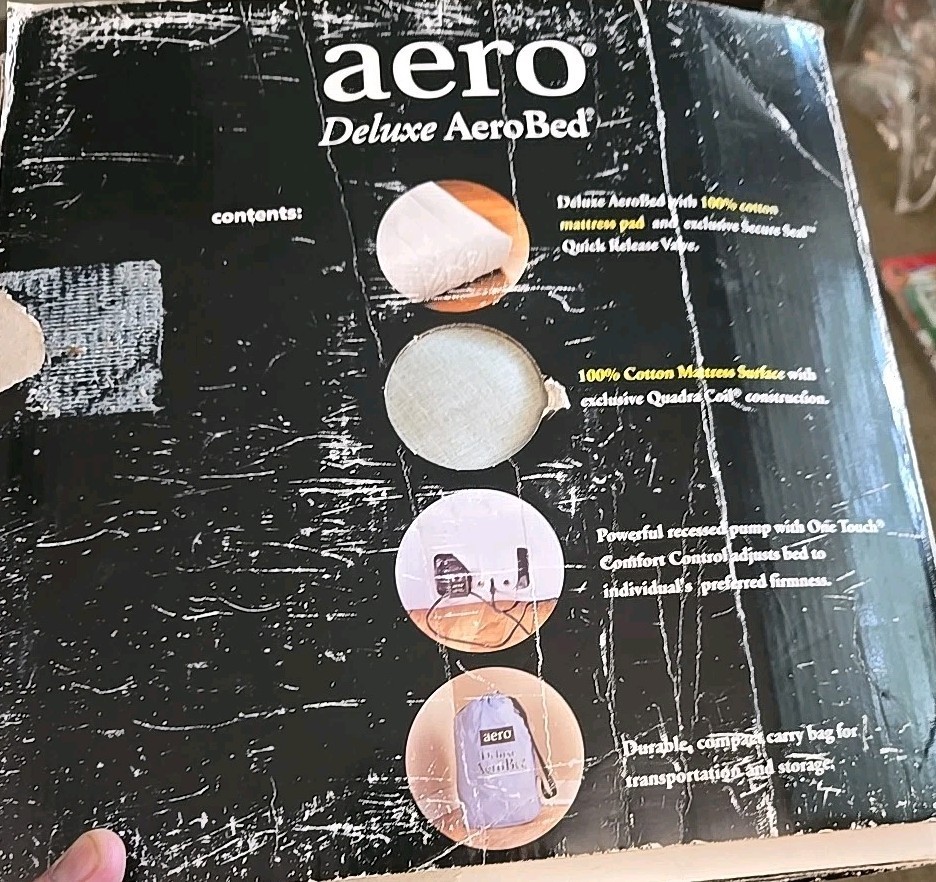 aero®
Deluxe AeroBed®
contents:
Deluxe AeroBed with 100% cotton
mattress pad and exclusive Secure Seal™
Quick Release Valve.
100% Cotton Mattress Surface with
exclusive Quadra Coil® construction.
Powerful recessed pump with One Touch®
Comfort Control adjusts bed to
individual's preferred firmness.
aero
Deluxe
AeroBed
Durable, compact carry bag for
transportation and storage.